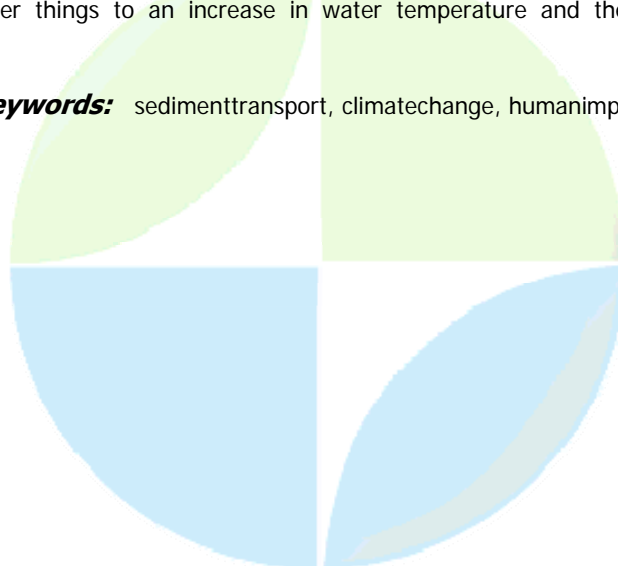 er things to an increase in water temperature and the
eywords: sedimenttransport, climatechange, humanimp